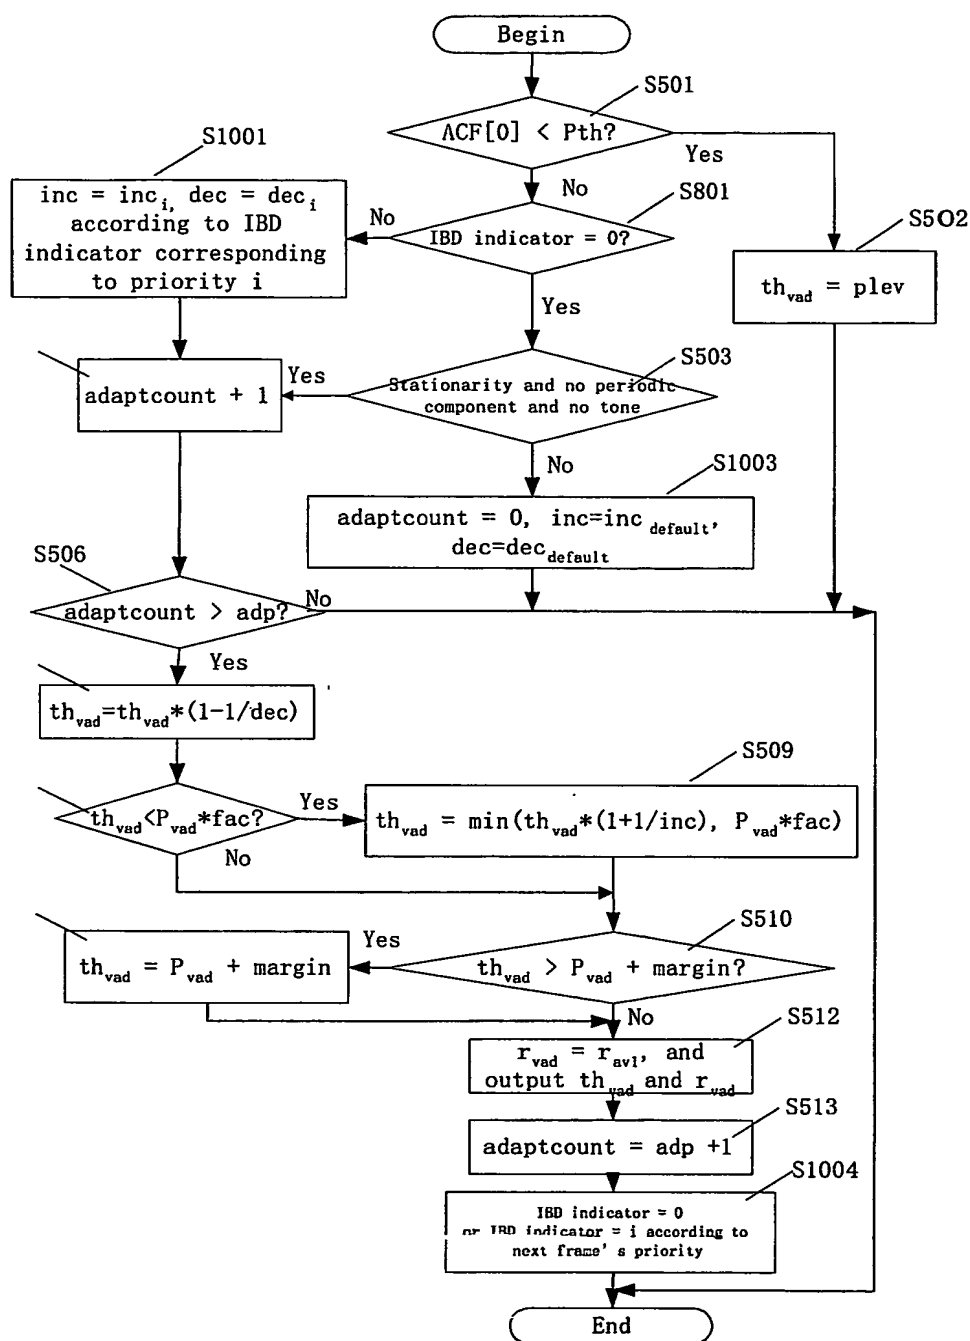 Begin
S501
ACF[0] < Pth?
Yes
No
S1001
inc = inc_i, dec = dec_i
according to IBD
indicator corresponding
to priority i
No
S801
IBD indicator = 0?
Yes
S502
th_vad = plev
S503
Stationarity and no periodic
component and no tone
Yes
adaptcount + 1
No
S1003
adaptcount = 0, inc=inc_default,
dec=dec_default
S506
adaptcount > adp?
No
Yes
th_vad=th_vad*(1-1/dec)
S509
th_vad<P_vad*fac?
Yes
th_vad = min(th_vad*(1+1/inc), P_vad*fac)
No
S510
th_vad > P_vad + margin?
Yes
th_vad = P_vad + margin
No
S512
r_vad = r_avl, and
output th_vad and r_vad
S513
adaptcount = adp +1
S1004
IBD indicator = 0
or IBD indicator = i according to
next frame's priority
End